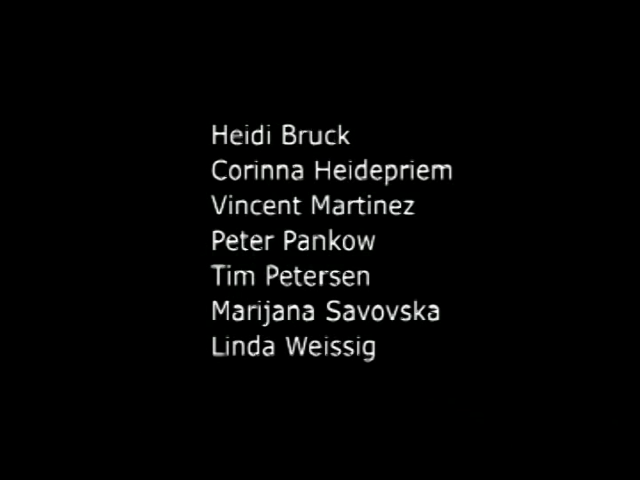 Heidi Bruck
Corinna Heidepriem
Vincent Martinez
Peter Pankow
Tim Petersen
Marijana Savovska
Linda Weissig